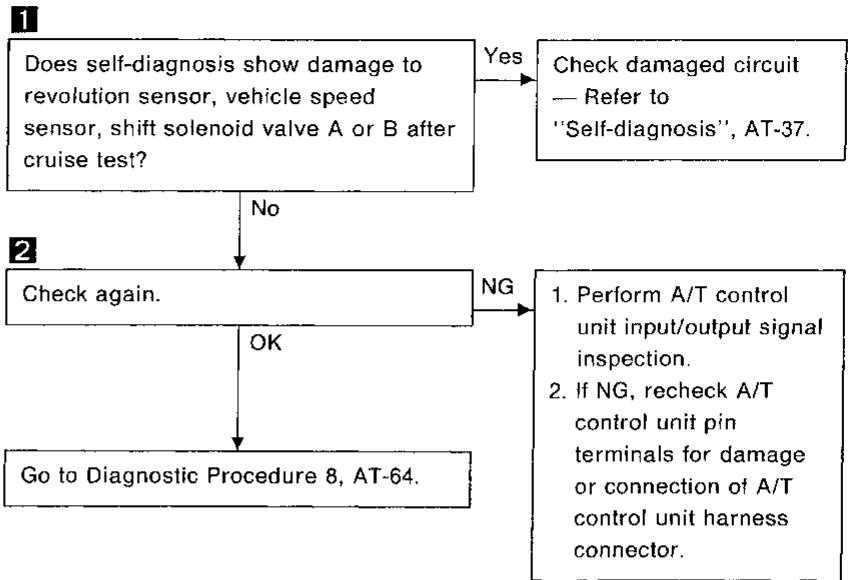 1
Does self-diagnosis show damage to
revolution sensor, vehicle speed
sensor, shift solenoid valve A or B after
cruise test?
Yes
Check damaged circuit
— Refer to
"Self-diagnosis", AT-37.
No
2
Check again.
NG
1. Perform A/T control
unit input/output signal
inspection.
2. If NG, recheck A/T
control unit pin
terminals for damage
or connection of A/T
control unit harness
connector.
OK
Go to Diagnostic Procedure 8, AT-64.